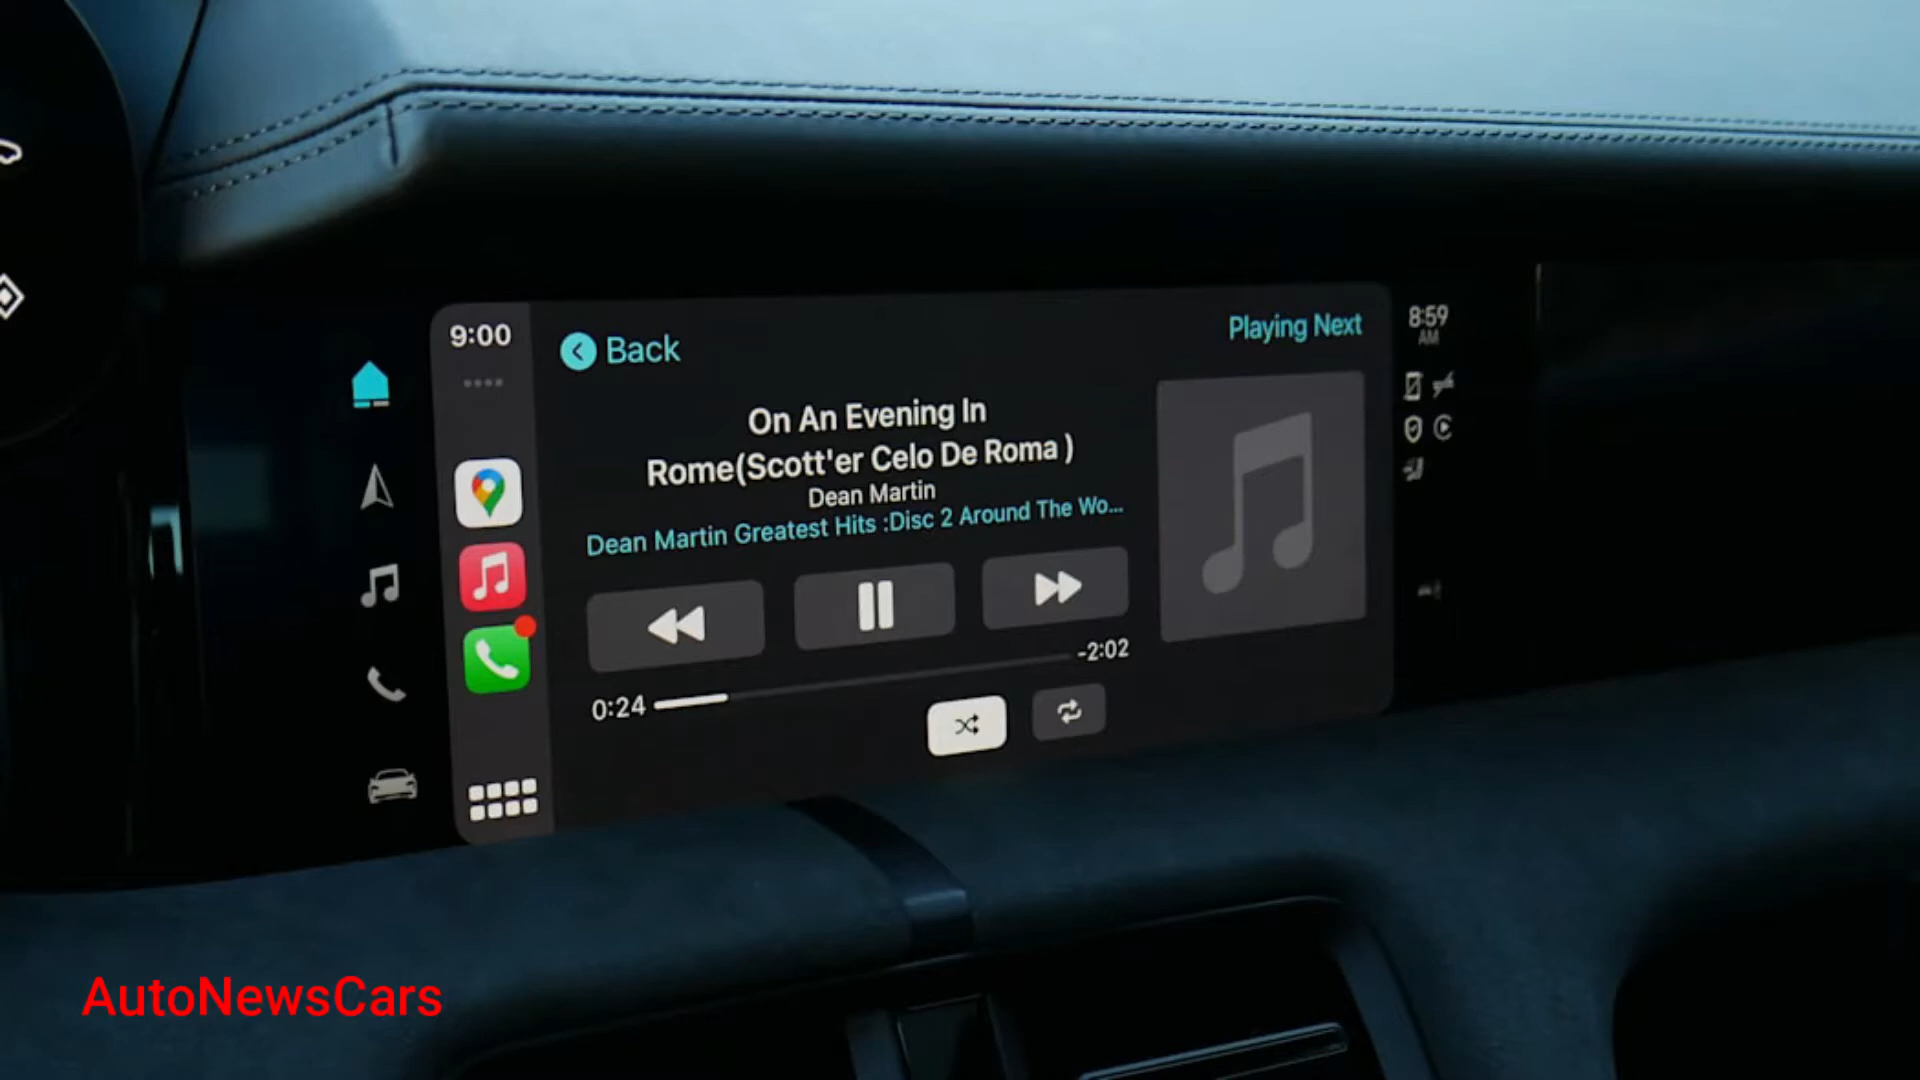 9:00
Back
Playing Next
8:59
AM
On An Evening In
Rome(Scott'er Celo De Roma )
Dean Martin
Dean Martin Greatest Hits :Disc 2 Around The Wo...
-2:02
0:24
AutoNewsCars